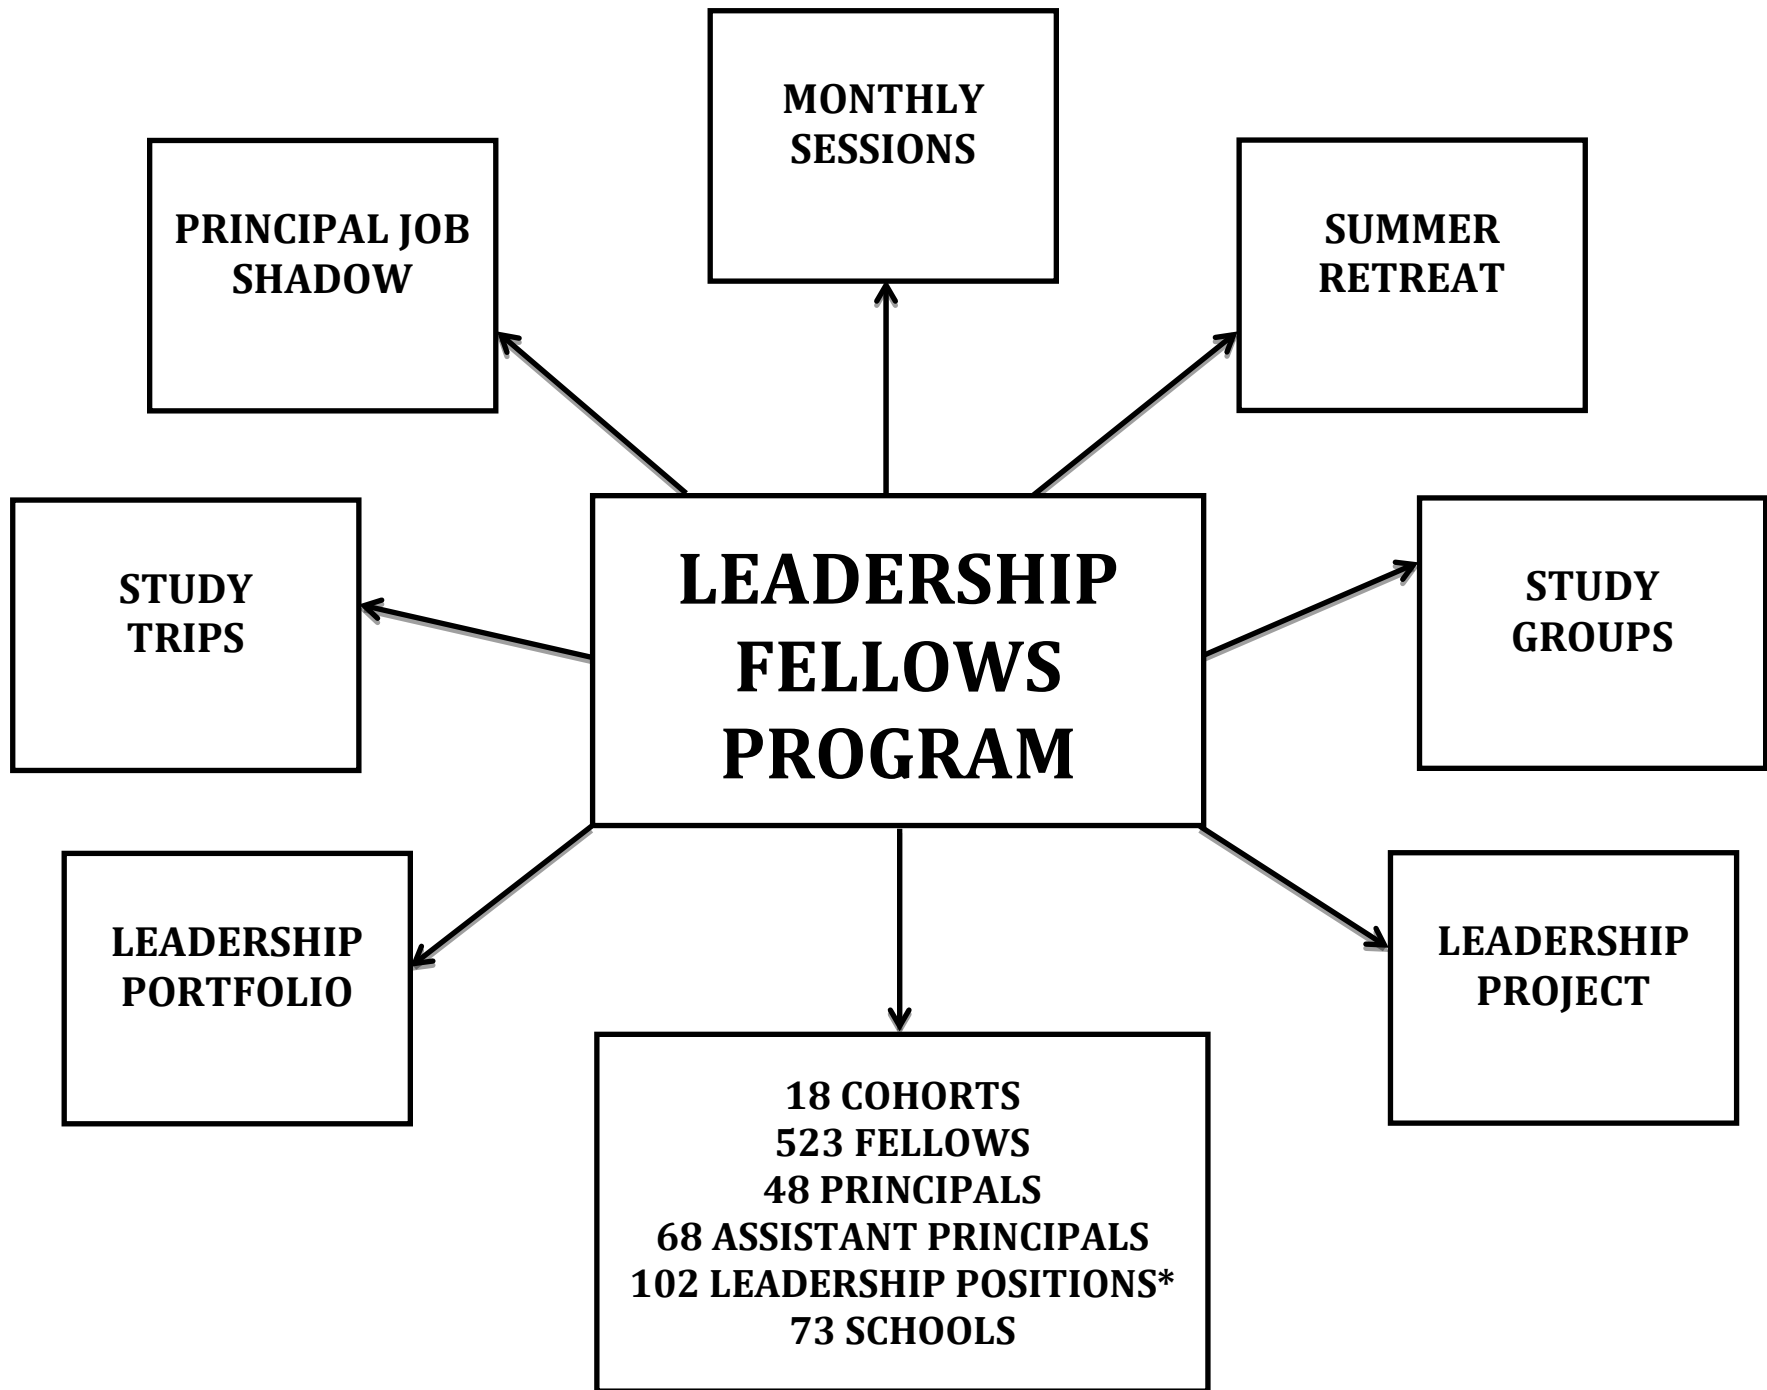 MONTHLY
SESSIONS
PRINCIPAL JOB
SHADOW
SUMMER
RETREAT
STUDY
TRIPS
LEADERSHIP
FELLOWS
PROGRAM
STUDY
GROUPS
LEADERSHIP
PORTFOLIO
LEADERSHIP
PROJECT
18 COHORTS
523 FELLOWS
48 PRINCIPALS
68 ASSISTANT PRINCIPALS
102 LEADERSHIP POSITIONS*
73 SCHOOLS